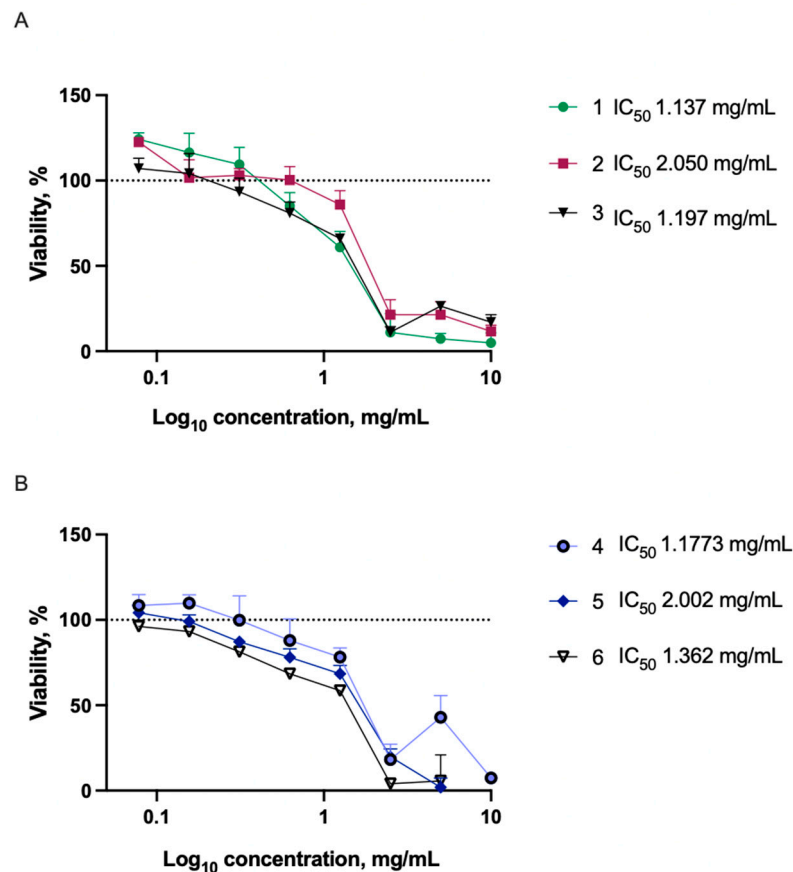 A
150
100
50
0
Viability, %
0.1 1 10
Log10 concentration, mg/mL
1 IC50 1.137 mg/mL
2 IC50 2.050 mg/mL
3 IC50 1.197 mg/mL
B
150
100
50
0
Viability, %
0.1 1 10
Log10 concentration, mg/mL
4 IC50 1.1773 mg/mL
5 IC50 2.002 mg/mL
6 IC50 1.362 mg/mL